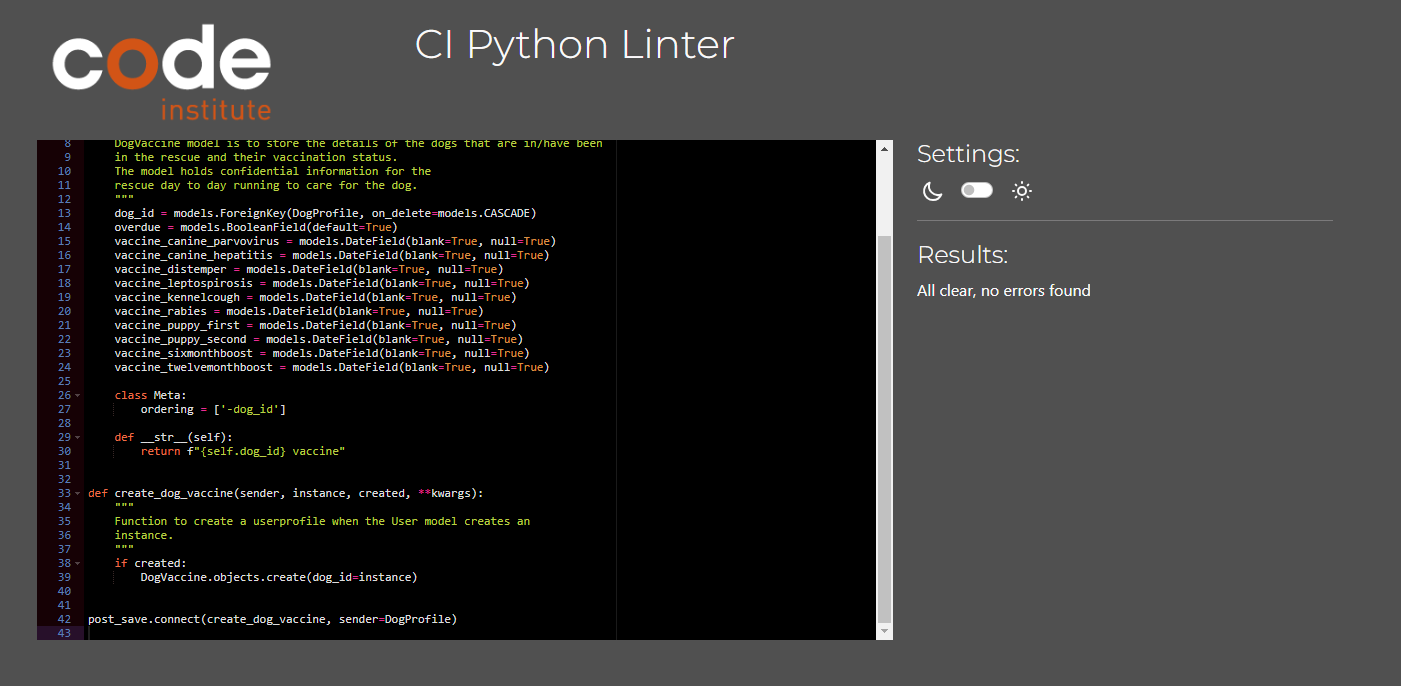 code
institute
CI Python Linter
8 DogVaccine model is to store the details of the dogs that are in/have been
9 in the rescue and their vaccination status.
10 The model holds confidential information for the
11 rescue day to day running to care for the dog.
12 """
13 dog_id = models.ForeignKey(DogProfile, on_delete=models.CASCADE)
14 overdue = models.BooleanField(default=True)
15 vaccine_canine_parvovirus = models.DateField(blank=True, null=True)
16 vaccine_canine_hepatitis = models.DateField(blank=True, null=True)
17 vaccine_distemper = models.DateField(blank=True, null=True)
18 vaccine_leptospirosis = models.DateField(blank=True, null=True)
19 vaccine_kennelcough = models.DateField(blank=True, null=True)
20 vaccine_rabies = models.DateField(blank=True, null=True)
21 vaccine_puppy_first = models.DateField(blank=True, null=True)
22 vaccine_puppy_second = models.DateField(blank=True, null=True)
23 vaccine_sixmonthboost = models.DateField(blank=True, null=True)
24 vaccine_twelvemonthboost = models.DateField(blank=True, null=True)
25
26 class Meta:
27 ordering = ['-dog_id']
28
29 def __str__(self):
30 return f"{self.dog_id} vaccine"
31
32
33 def create_dog_vaccine(sender, instance, created, **kwargs):
34 """
35 Function to create a userprofile when the User model creates an
36 instance.
37 """
38 if created:
39 DogVaccine.objects.create(dog_id=instance)
40
41
42 post_save.connect(create_dog_vaccine, sender=DogProfile)
43
Settings:
Results:
All clear, no errors found